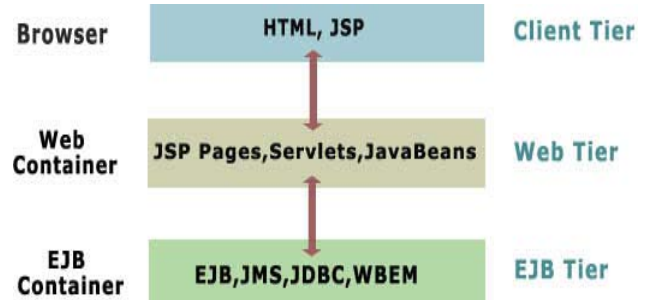 Browser
HTML, JSP
Client Tier
Web
Container
JSP Pages,Servlets,JavaBeans
Web Tier
EJB
Container
EJB,JMS,JDBC,WBEM
EJB Tier